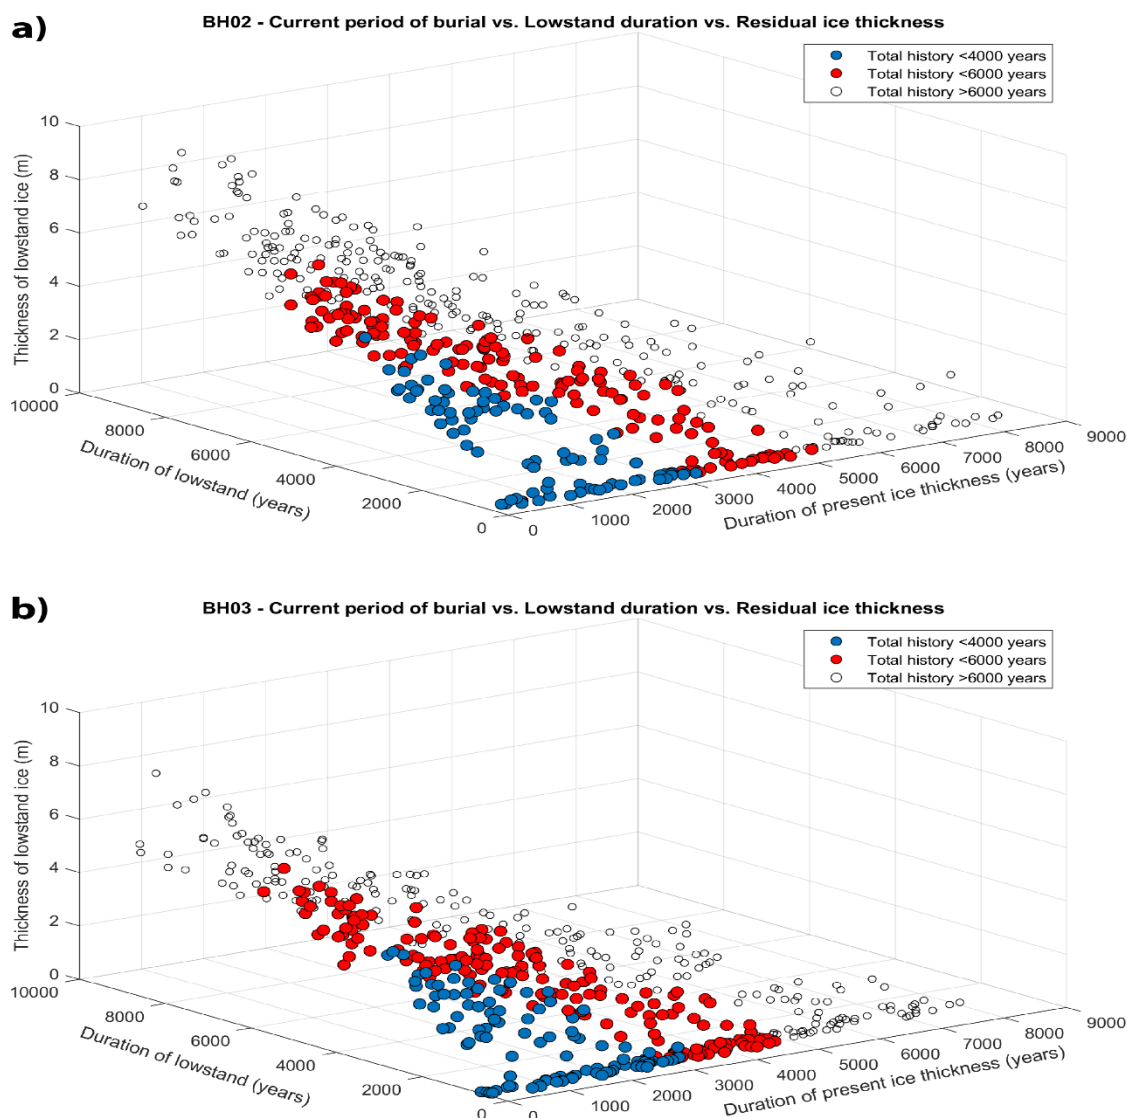 a)
BH02 - Current period of burial vs. Lowstand duration vs. Residual ice thickness
Total history <4000 years
Total history <6000 years
Total history >6000 years
Thickness of lowstand ice (m)
10
8
6
4
2
0
10000
8000
6000
4000
2000
0
Duration of lowstand (years)
0
1000
2000
3000
4000
5000
6000
7000
8000
9000
Duration of present ice thickness (years)
b)
BH03 - Current period of burial vs. Lowstand duration vs. Residual ice thickness
Total history <4000 years
Total history <6000 years
Total history >6000 years
Thickness of lowstand ice (m)
10
8
6
4
2
0
10000
8000
6000
4000
2000
0
Duration of lowstand (years)
0
1000
2000
3000
4000
5000
6000
7000
8000
9000
Duration of present ice thickness (years)